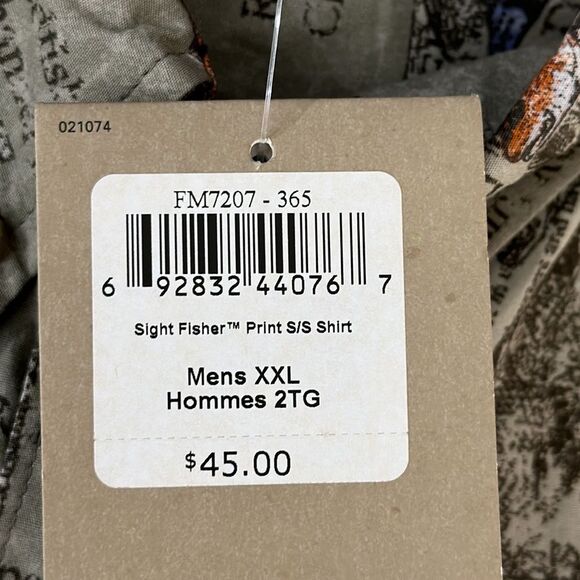 021074
FM7207 - 365
6 92832 44076 7
Sight Fisher™ Print S/S Shirt
Mens XXL
Hommes 2TG
$45.00